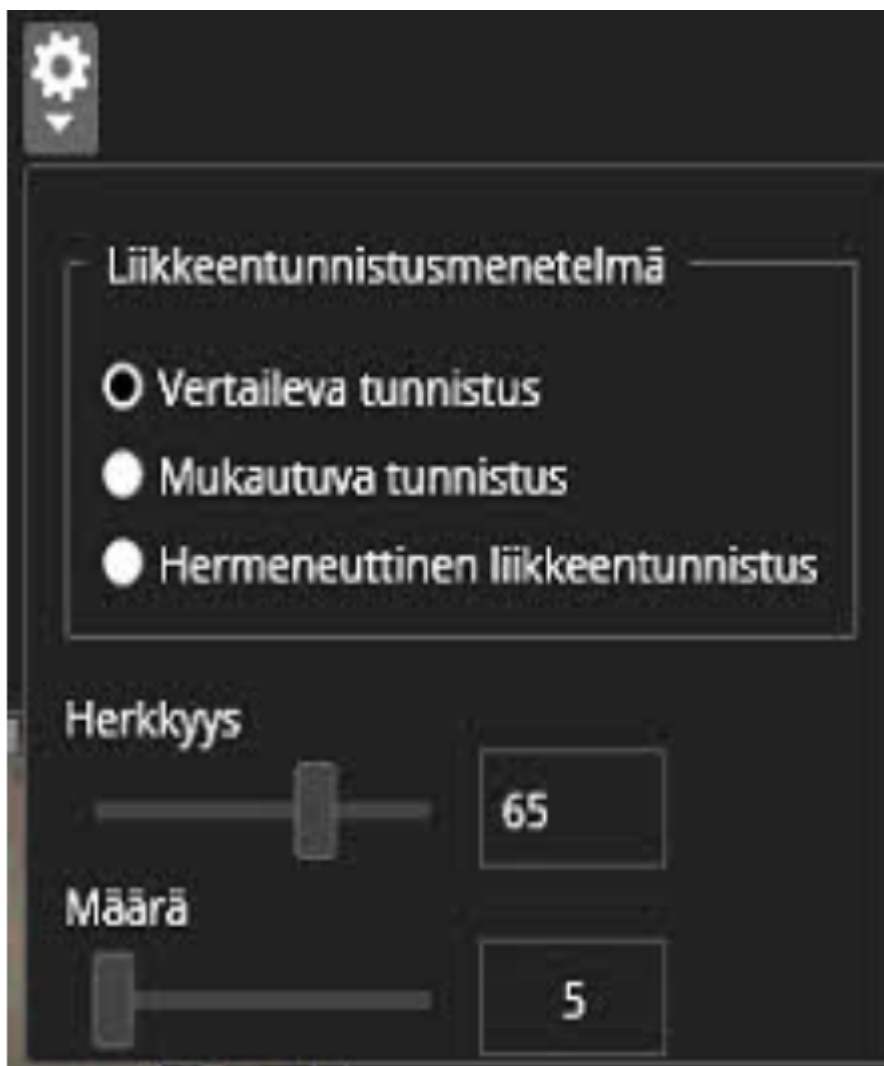 Liikkeentunnistusmenetelmä
Vertaileva tunnistus
Mukautuva tunnistus
Hermeneuttinen liikkeentunnistus
Herkkyys
65
Määrä
5